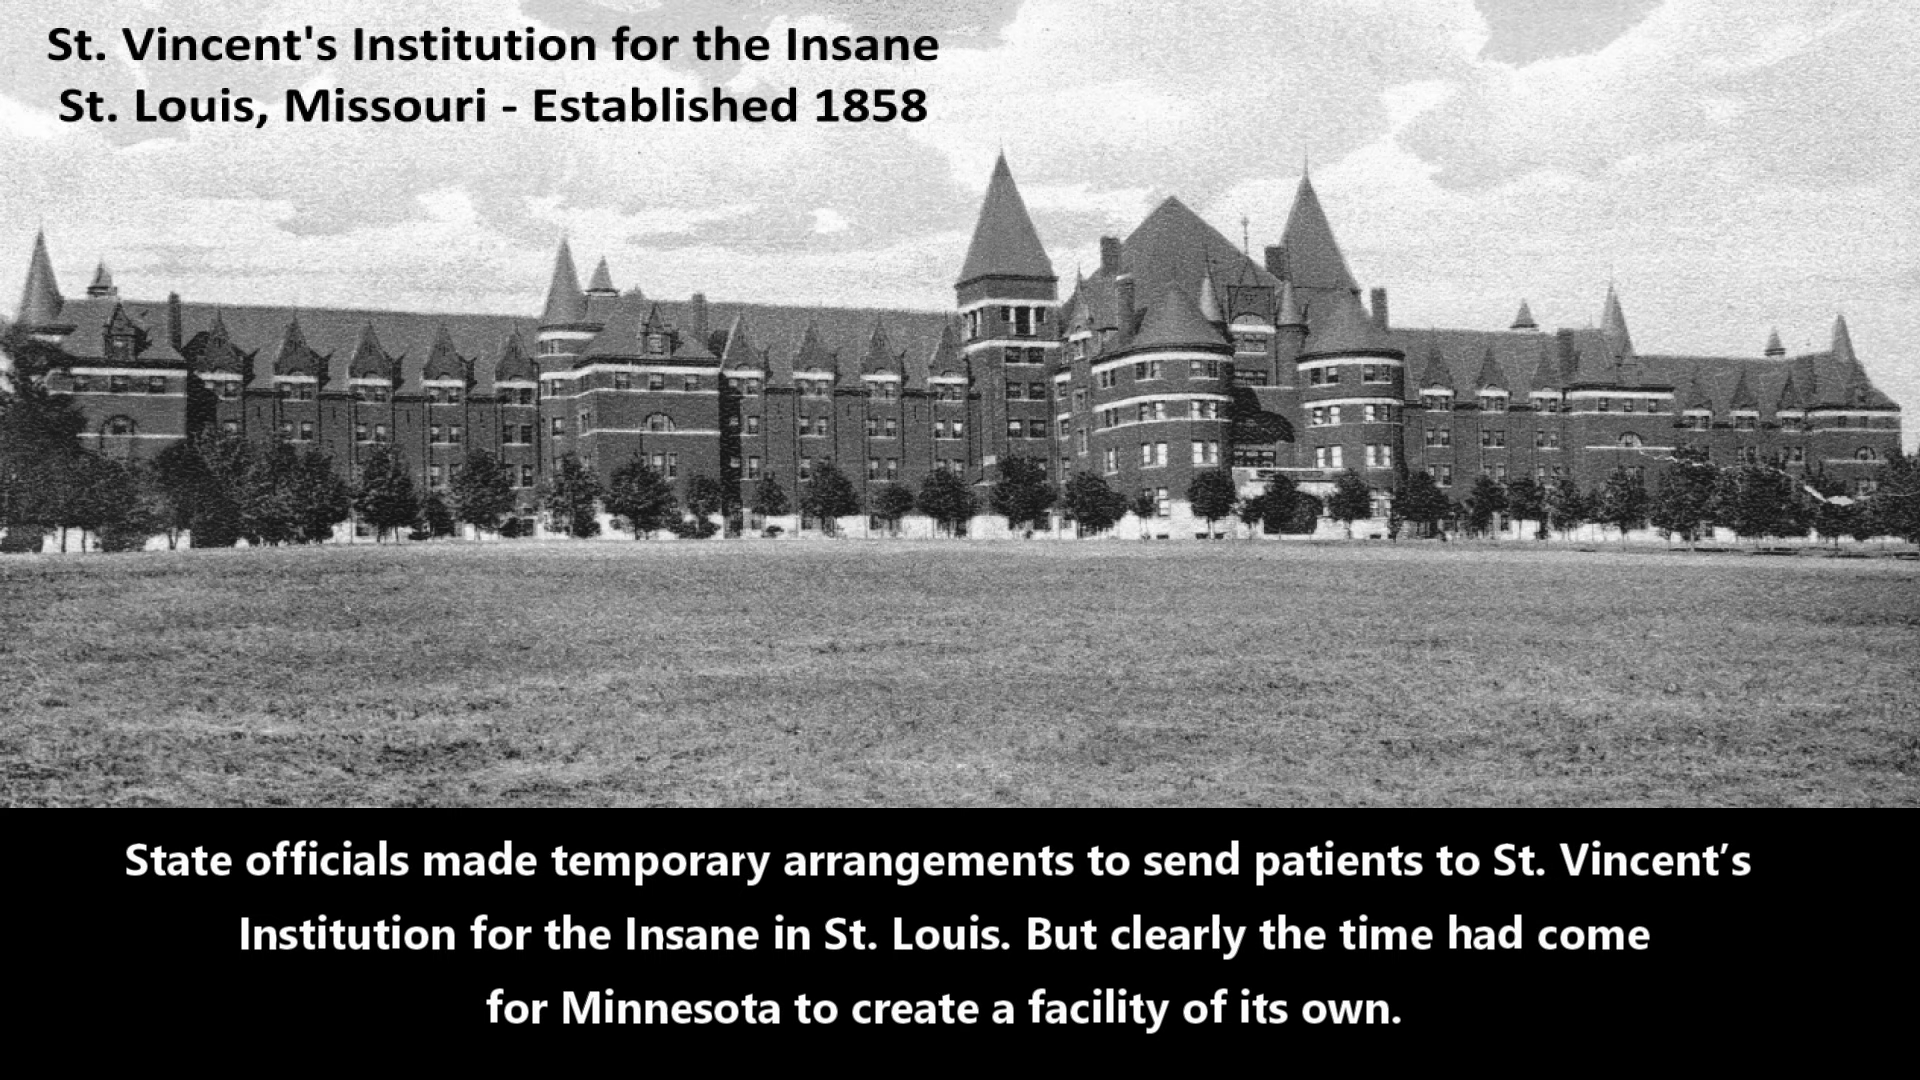 St. Vincent's Institution for the Insane
St. Louis, Missouri - Established 1858
State officials made temporary arrangements to send patients to St. Vincent’s
Institution for the Insane in St. Louis. But clearly the time had come
for Minnesota to create a facility of its own.